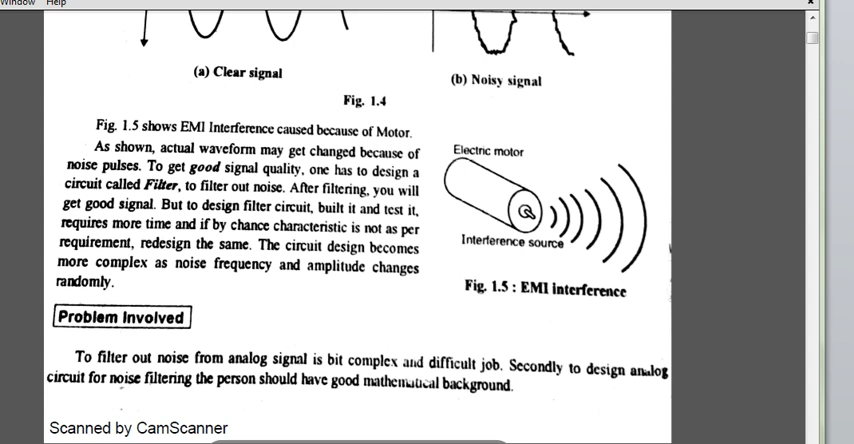 Window Help
(a) Clear signal
(b) Noisy signal
Fig. 1.4
Fig. 1.5 shows EMI Interference caused because of Motor.
As shown, actual waveform may get changed because of
noise pulses. To get good signal quality, one has to design a
circuit called Filter, to filter out noise. After filtering, you will
get good signal. But to design filter circuit, built it and test it,
requires more time and if by chance characteristic is not as per
requirement, redesign the same. The circuit design becomes
more complex as noise frequency and amplitude changes
randomly.
Electric motor
Interference source
Fig. 1.5 : EMI interference
Problem Involved
To filter out noise from analog signal is bit complex and difficult job. Secondly to design analog
circuit for noise filtering the person should have good mathematical background.
Scanned by CamScanner